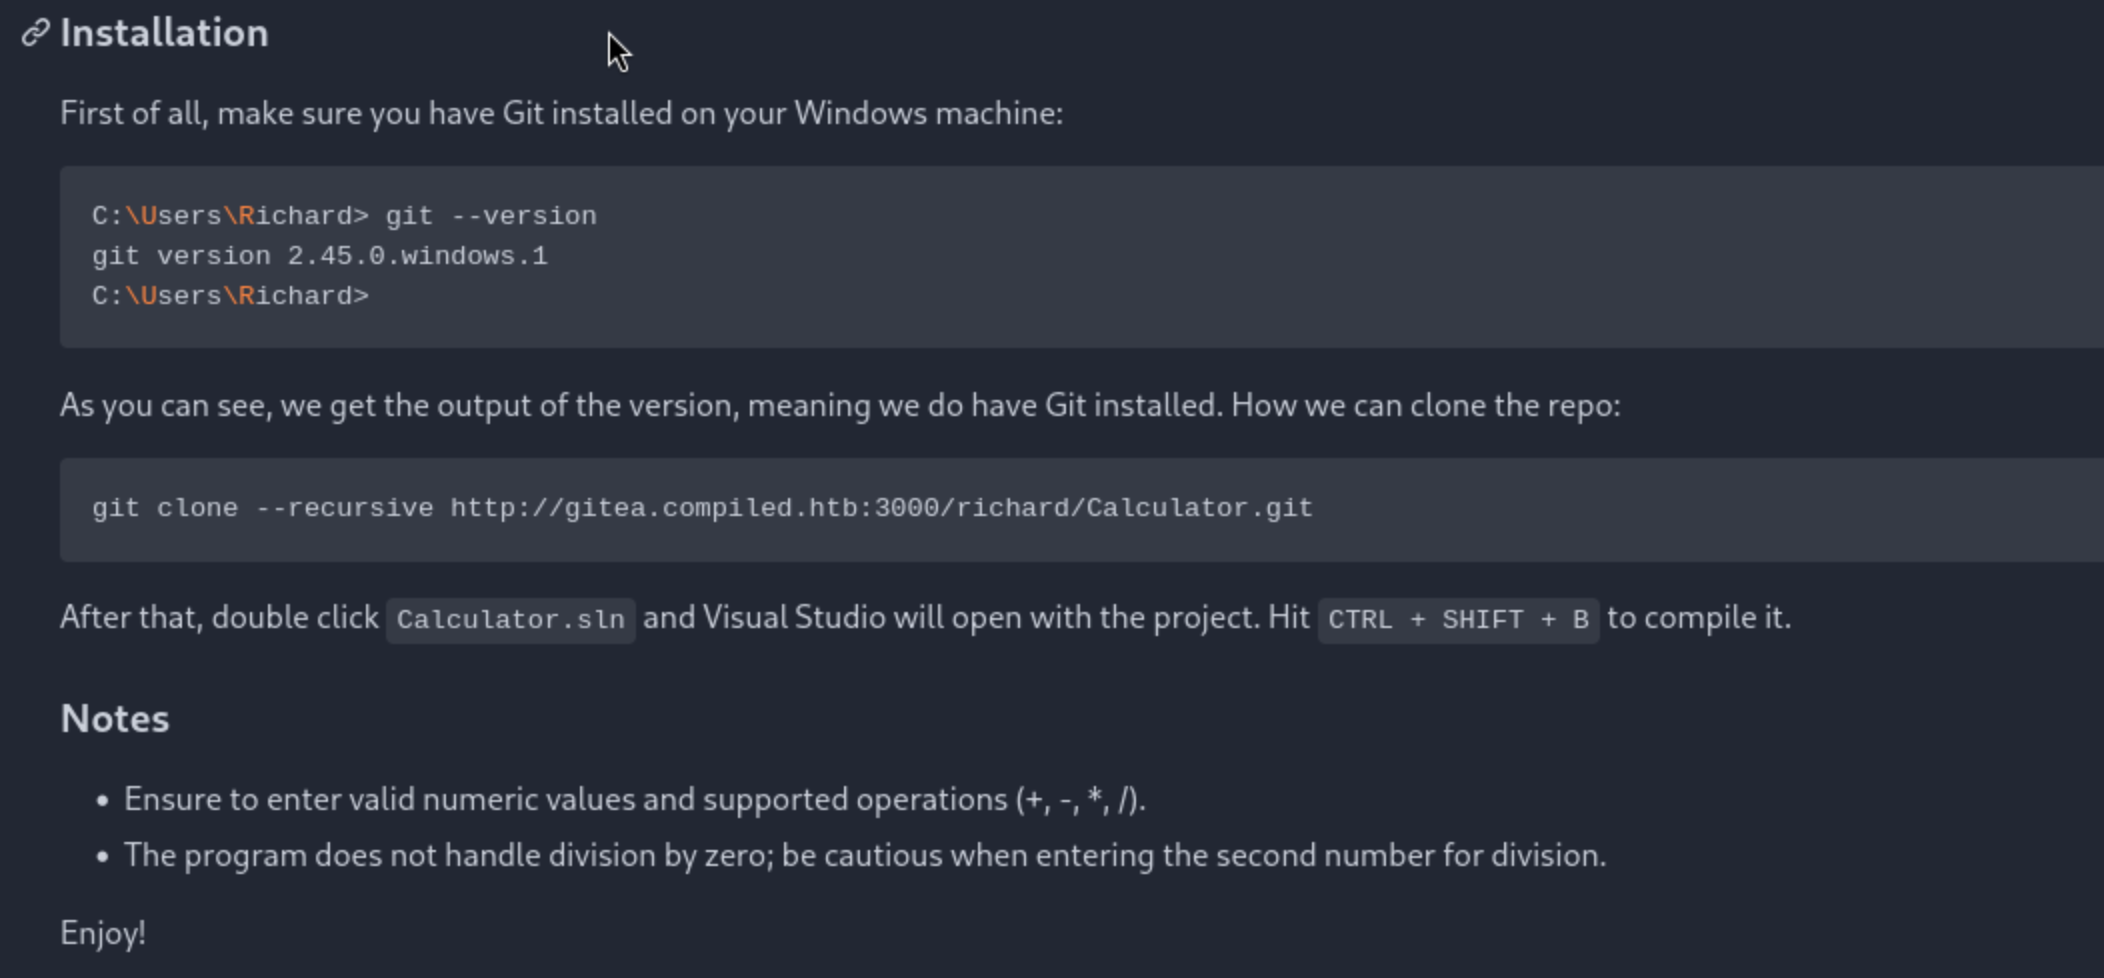 Installation
First of all, make sure you have Git installed on your Windows machine:
C:\Users\Richard> git --version
git version 2.45.0.windows.1
C:\Users\Richard>
As you can see, we get the output of the version, meaning we do have Git installed. How we can clone the repo:
git clone --recursive http://gitea.compiled.htb:3000/richard/Calculator.git
After that, double click Calculator.sln and Visual Studio will open with the project. Hit CTRL + SHIFT + B to compile it.
Notes
• Ensure to enter valid numeric values and supported operations (+, -, *, /).
• The program does not handle division by zero; be cautious when entering the second number for division.
Enjoy!